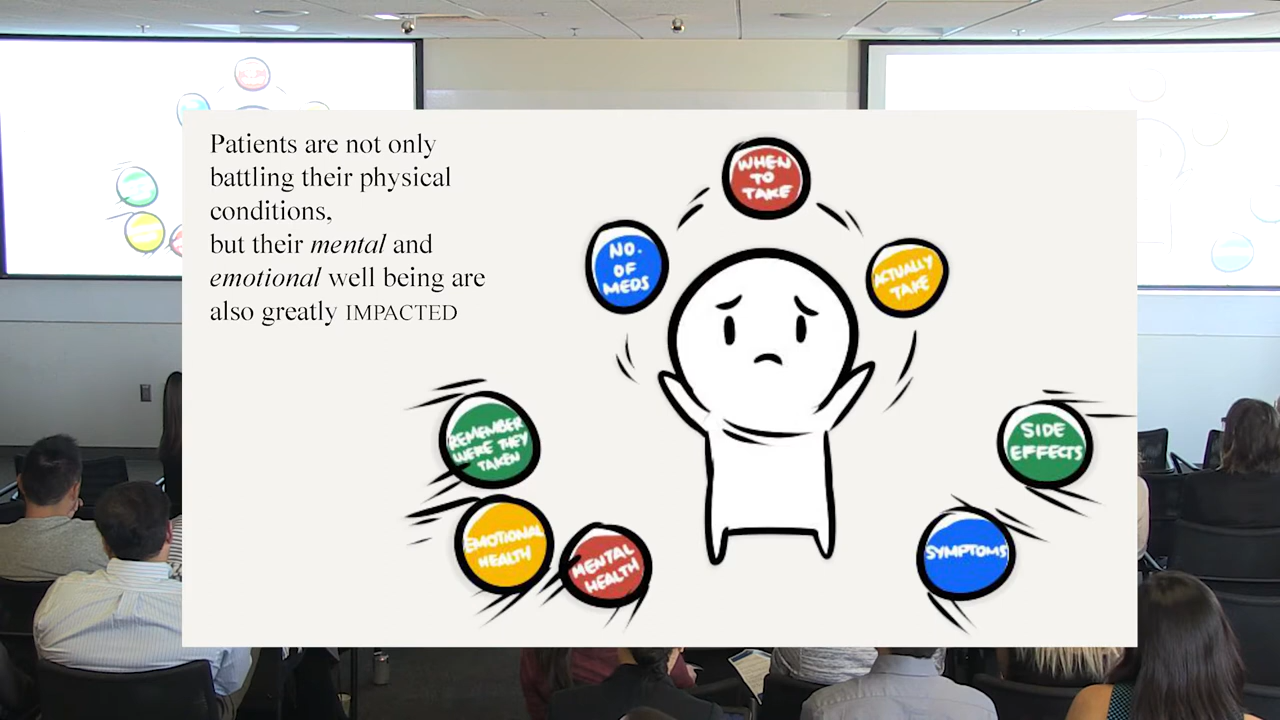 Patients are not only
battling their physical
conditions,
but their mental and
emotional well being are
also greatly IMPACTED
WHEN
TO
TAKE
NO.
OF
MEDS
ACTUALLY
TAKE
REMEMBER
WERE THEY
TAKEN
SIDE
EFFECTS
EMOTIONAL
HEALTH
MENTAL
HEALTH
SYMPTOMS